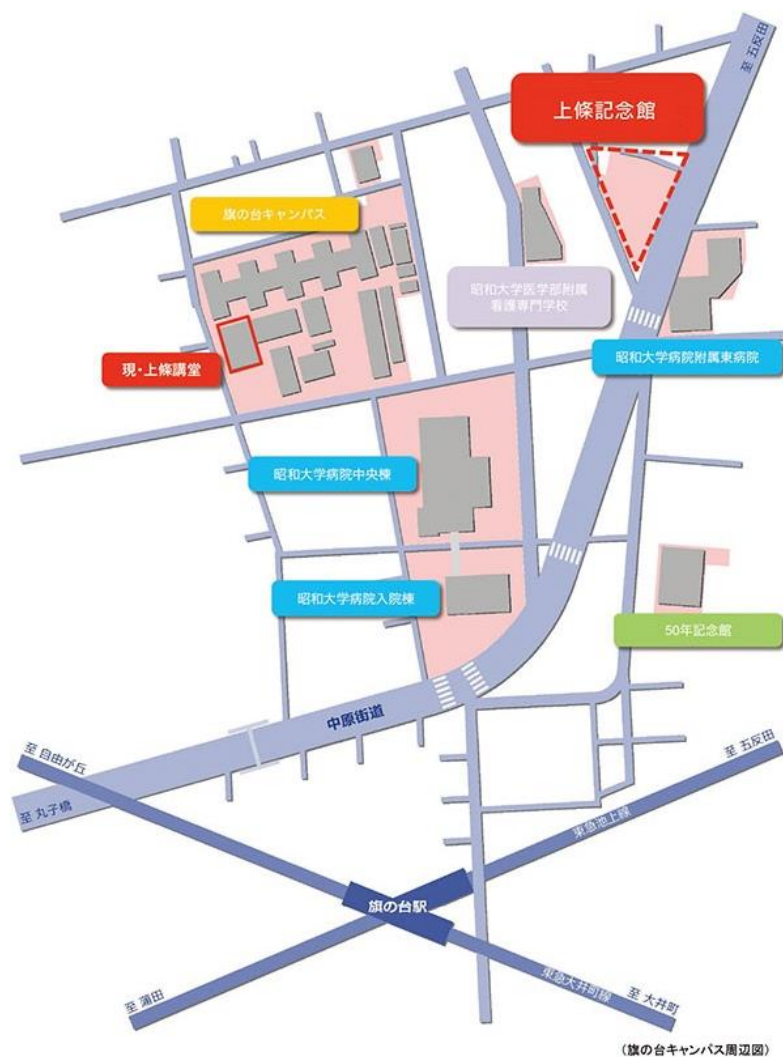 至 五反田
上條記念館
旗の台キャンパス
昭和大学医学部附属
看護専門学校
昭和大学病院附属東病院
現・上條講堂
昭和大学病院中央棟
昭和大学病院入院棟
50年記念館
中原街道
至 自由が丘
至 五反田
至 丸子橋
東急池上線
旗の台駅
至 蒲田
東急大井町線
至 大井町
(旗の台キャンパス周辺図)